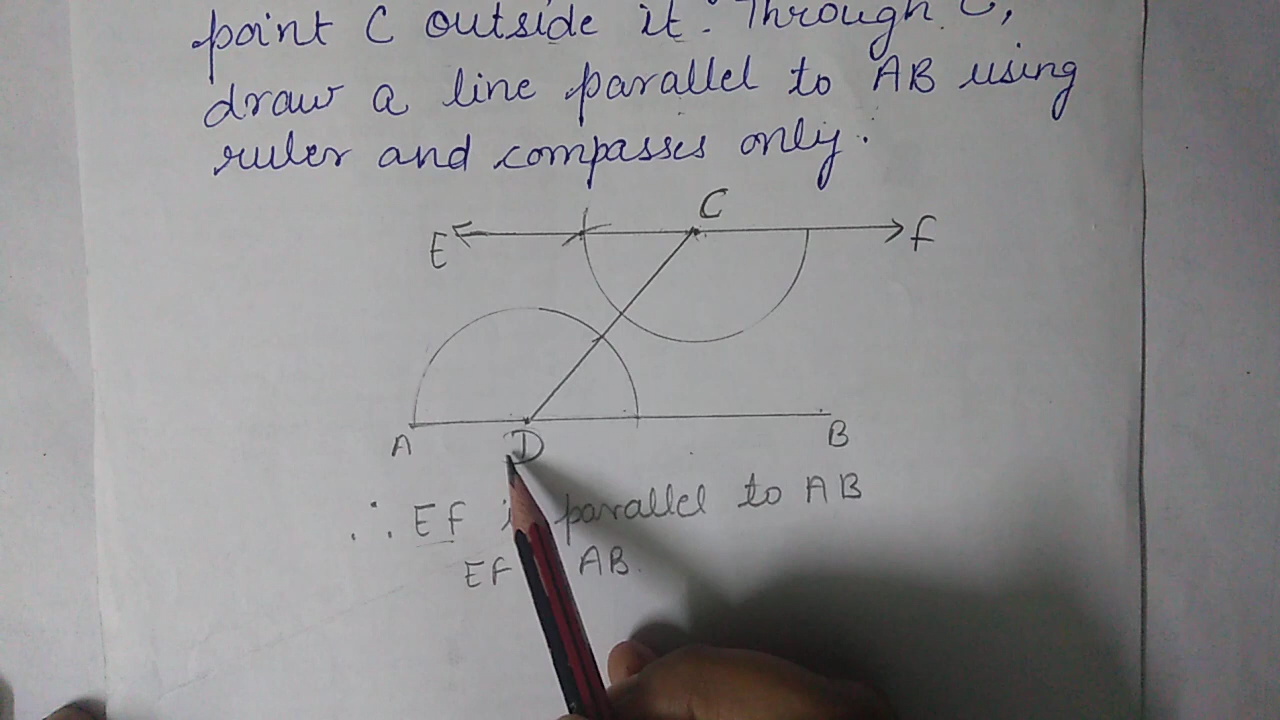 point C outside it. Through C,
draw a line parallel to AB using
ruler and compasses only.
C
E
F
A
D
B
∴ EF parallel to AB
EF AB.